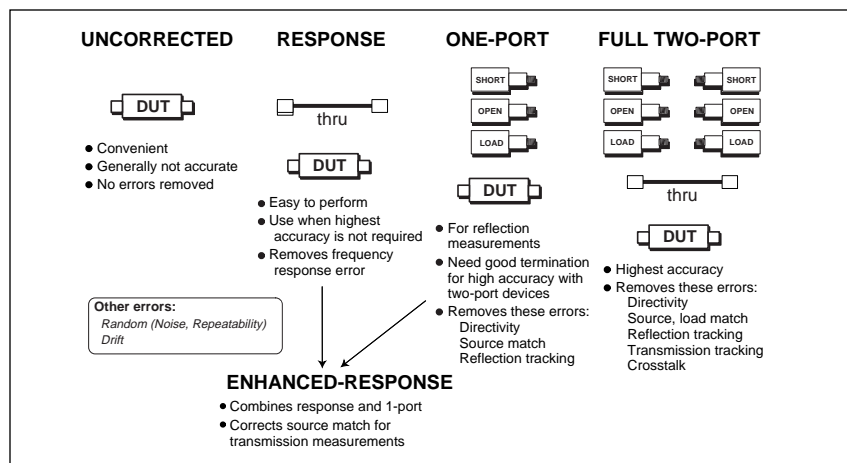 UNCORRECTED
DUT
• Convenient
• Generally not accurate
• No errors removed
Other errors:
Random (Noise, Repeatability)
Drift
RESPONSE
thru
DUT
• Easy to perform
• Use when highest
accuracy is not required
• Removes frequency
response error
ONE-PORT
SHORT
OPEN
LOAD
DUT
• For reflection
measurements
• Need good termination
for high accuracy with
two-port devices
• Removes these errors:
Directivity
Source match
Reflection tracking
FULL TWO-PORT
SHORT SHORT
OPEN OPEN
LOAD LOAD
thru
DUT
• Highest accuracy
• Removes these errors:
Directivity
Source, load match
Reflection tracking
Transmission tracking
Crosstalk
ENHANCED-RESPONSE
• Combines response and 1-port
• Corrects source match for
transmission measurements